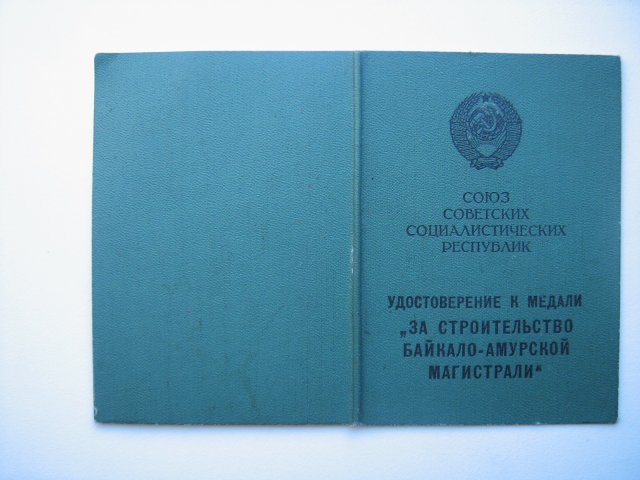 СОЮЗ
СОВЕТСКИХ
СОЦИАЛИСТИЧЕСКИХ
РЕСПУБЛИК
УДОСТОВЕРЕНИЕ К МЕДАЛИ
„ЗА СТРОИТЕЛЬСТВО
БАЙКАЛО-АМУРСКОЙ
МАГИСТРАЛИ“